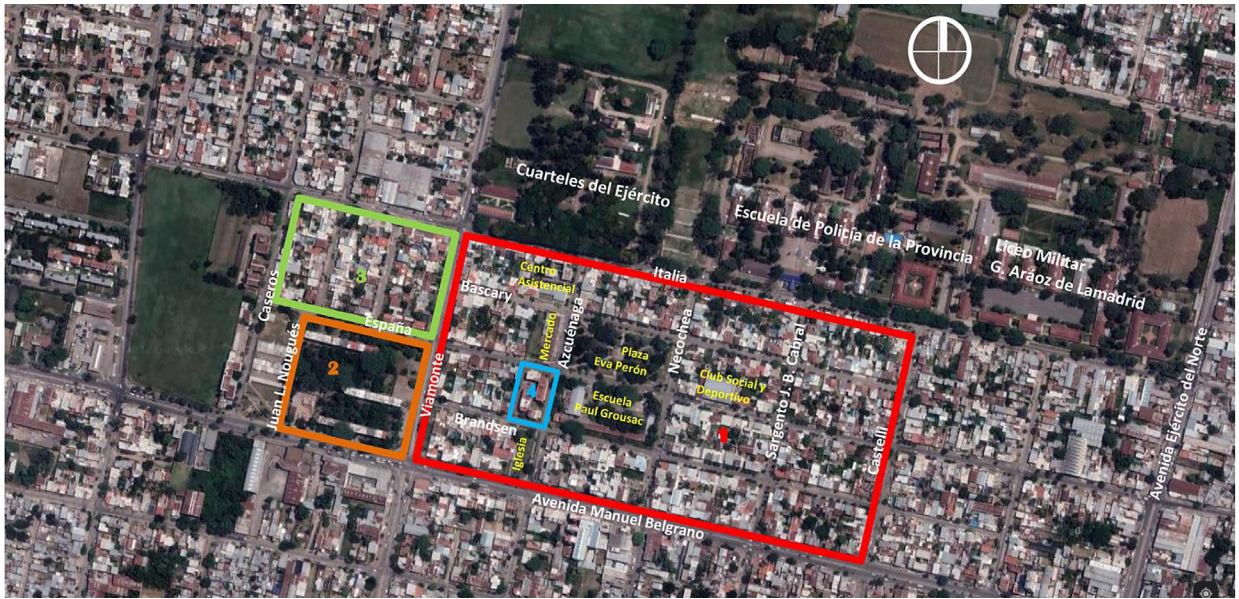 Cuarteles del Ejército
Escuela de Policía de la Provincia
Liceo Militar
G. Aráoz de Lamadrid
Italia
Centro
Asistencial
Bascary
Caseros
3
España
Mercado
Azcuénaga
Necochea
Sargento J. B. Cabral
Avenida Ejército del Norte
Juan L. Nougués
2
Viamonte
Plaza
Eva Perón
Club Social y
Deportivo
Escuela
Paul Grousac
1
Brandsen
Iglesia
Castelli
Avenida Manuel Belgrano